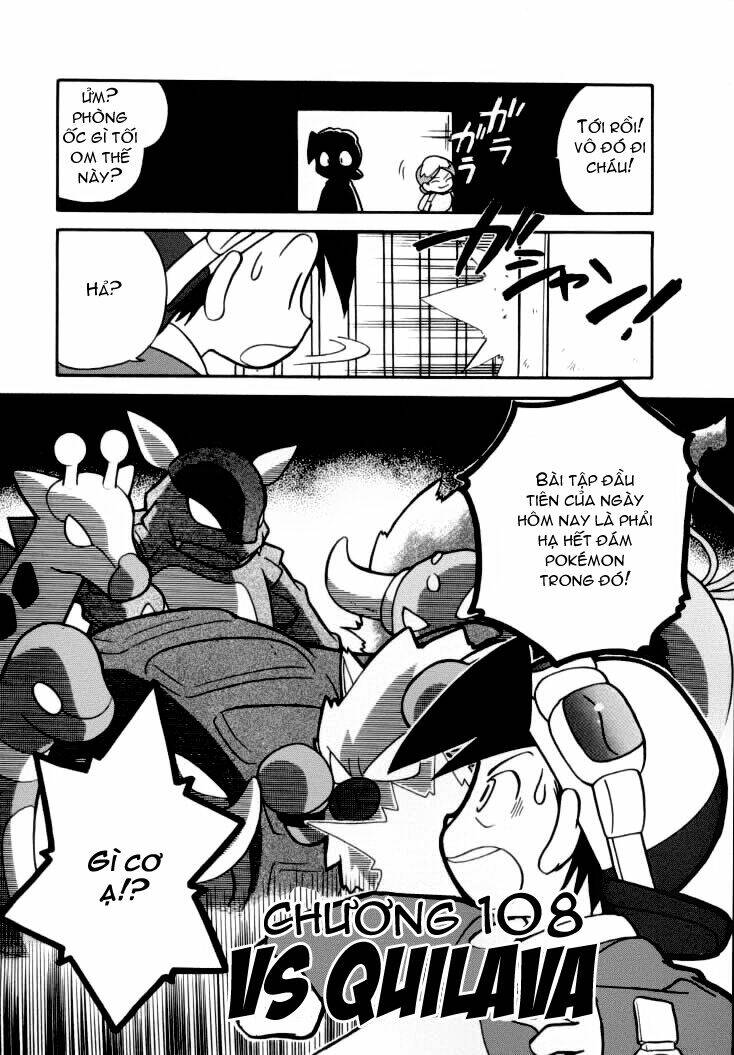 TỚI RỒI!
VÔ ĐÓ ĐI
CHÁU!
ガラ
ガラ
ỬM?
PHÒNG
ỐC GÌ TỐI
OM THẾ
NÀY?
ガシャン!
HẢ?
BÀI TẬP ĐẦU
TIÊN CỦA NGÀY
HÔM NAY LÀ PHẢI
HẠ HẾT ĐÁM
POKÉMON
TRONG ĐÓ!
GÌ CƠ
Ạ!?
CHƯƠNG 108
VS QUILAVA